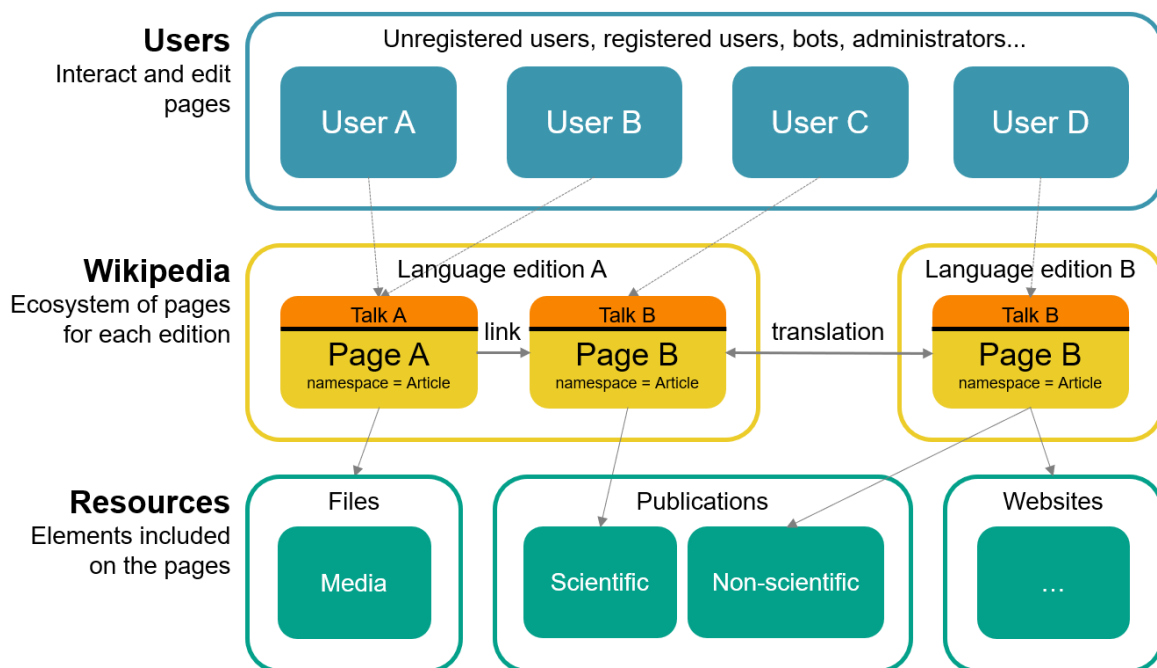 Users
Interact and edit
pages
Unregistered users, registered users, bots, administrators...
User A
User B
User C
User D
Wikipedia
Ecosystem of pages
for each edition
Language edition A
Talk A
Page A
namespace = Article
link
Talk B
Page B
namespace = Article
translation
Language edition B
Talk B
Page B
namespace = Article
Resources
Elements included
on the pages
Files
Media
Publications
Scientific
Non-scientific
Websites
...